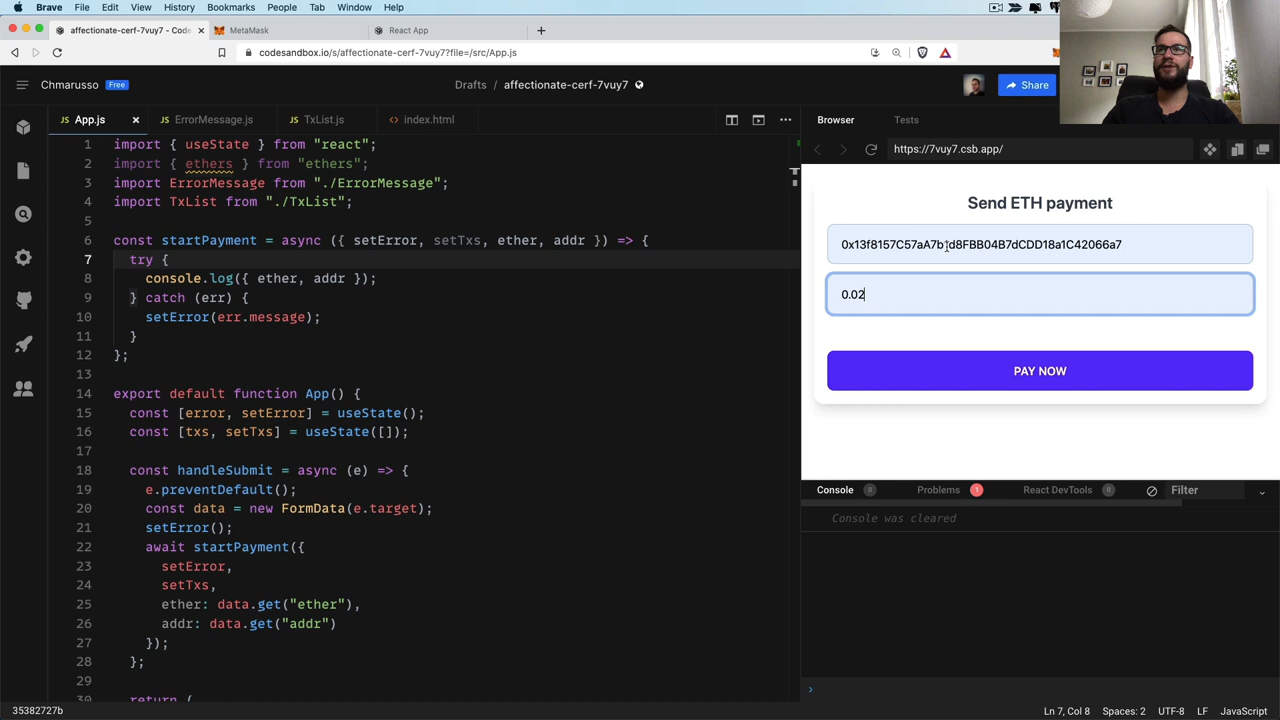 Brave File Edit View History Bookmarks People Tab Window Help
affectionate-cerf-7vuy7 - Code
MetaMask
React App
codesandbox.io/s/affectionate-cerf-7vuy7?file=/src/App.js
Chmarusso Free
Drafts / affectionate-cerf-7vuy7
Share
App.js
ErrorMessage.js
TxList.js
index.html
1 import { useState } from "react";
2 import { ethers } from "ethers";
3 import ErrorMessage from "./ErrorMessage";
4 import TxList from "./TxList";
5
6 const startPayment = async ({ setError, setTxs, ether, addr }) => {
7 try {
8 console.log({ ether, addr });
9 } catch (err) {
10 setError(err.message);
11 }
12 };
13
14 export default function App() {
15 const [error, setError] = useState();
16 const [txs, setTxs] = useState([]);
17
18 const handleSubmit = async (e) => {
19 e.preventDefault();
20 const data = new FormData(e.target);
21 setError();
22 await startPayment({
23 setError,
24 setTxs,
25 ether: data.get("ether"),
26 addr: data.get("addr")
27 });
28 };
29
30 return (
Browser Tests
https://7vuy7.csb.app/
Send ETH payment
0.02
PAY NOW
Console 0 Problems 1 React DevTools 0 Filter
Console was cleared
›
35382727b
Ln 7, Col 8 Spaces: 2 UTF-8 LF JavaScript